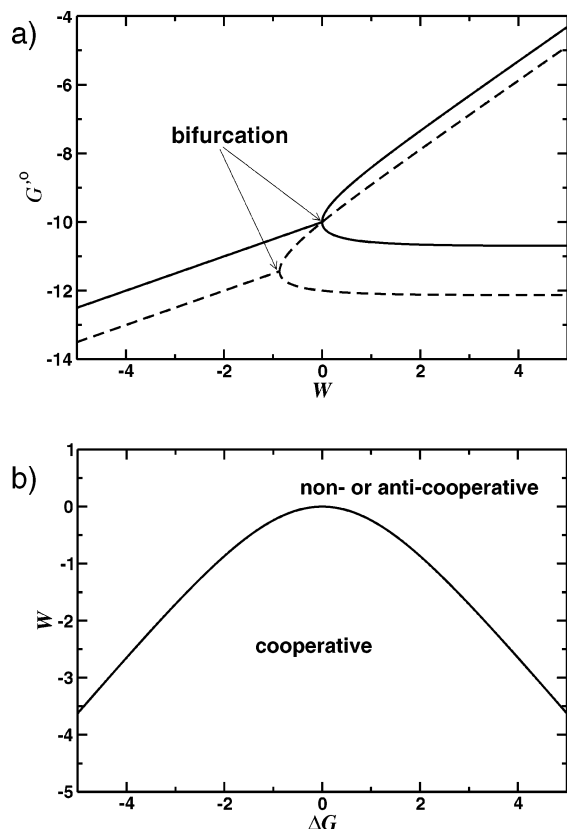 a)
-4
-6
-8
-10
-12
-14
G',o
bifurcation
-4
-2
0
2
4
W
b)
1
0
-1
-2
-3
-4
-5
W
non- or anti-cooperative
cooperative
-4
-2
0
2
4
ΔG